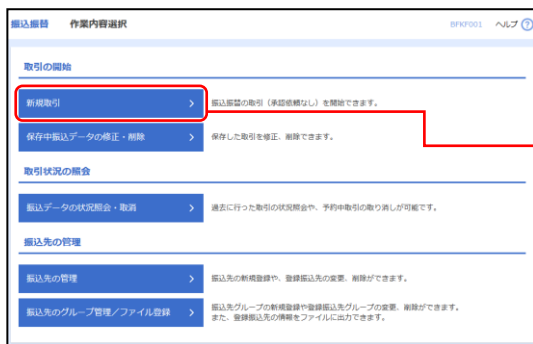 振込振替 作業内容選択 BFKF001 ヘルプ ?
取引の開始
新規取引 > 振込振替の取引（承認依頼なし）を開始できます。
保存中振込データの修正・削除 > 保存した取引を修正、削除できます。
取引状況の照会
振込データの状況照会・取消 > 過去に行った取引の状況照会や、予約中取引の取り消しが可能です。
振込先の管理
振込先の管理 > 振込先の新規登録や、登録振込先の変更、削除ができます。
振込先のグループ管理／ファイル登録 > 振込先グループの新規登録や登録振込先グループの変更、削除ができます。
また、登録振込先の情報をファイルに出力できます。